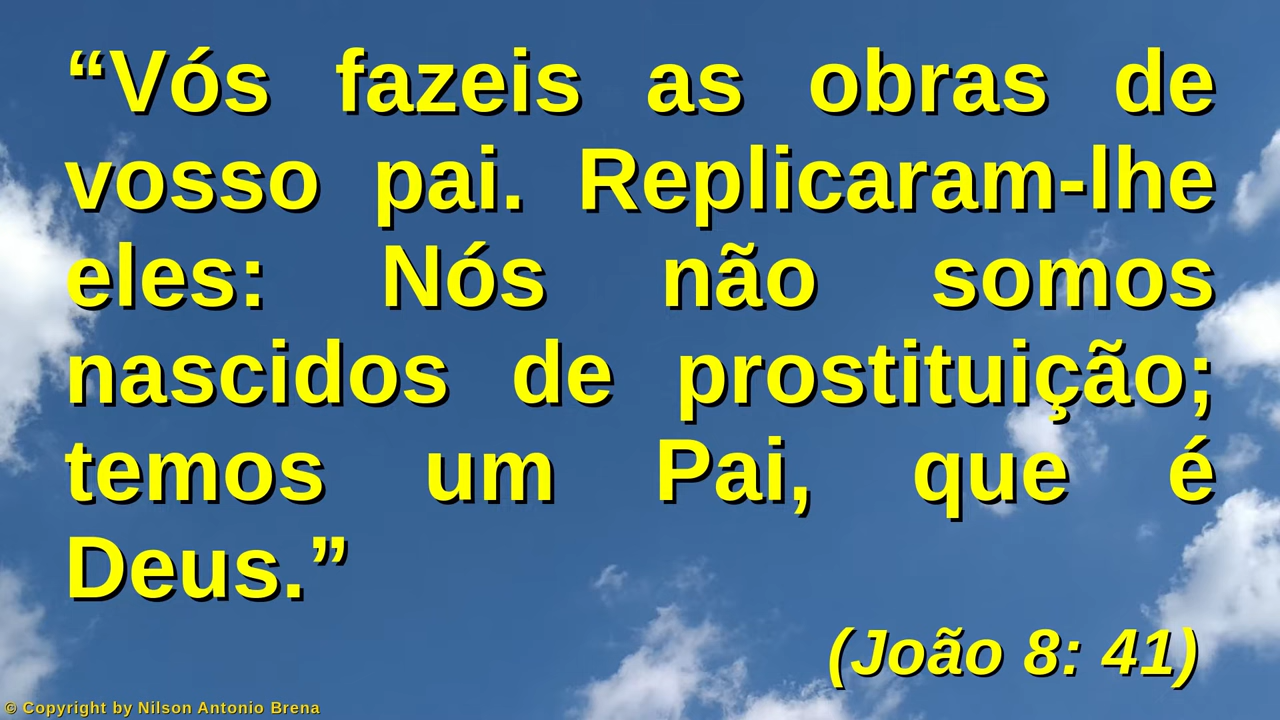 “Vós fazeis as obras de
vosso pai. Replicaram-lhe
eles: Nós não somos
nascidos de prostituição;
temos um Pai, que é
Deus.”
(João 8: 41)
© Copyright by Nilson Antonio Brena